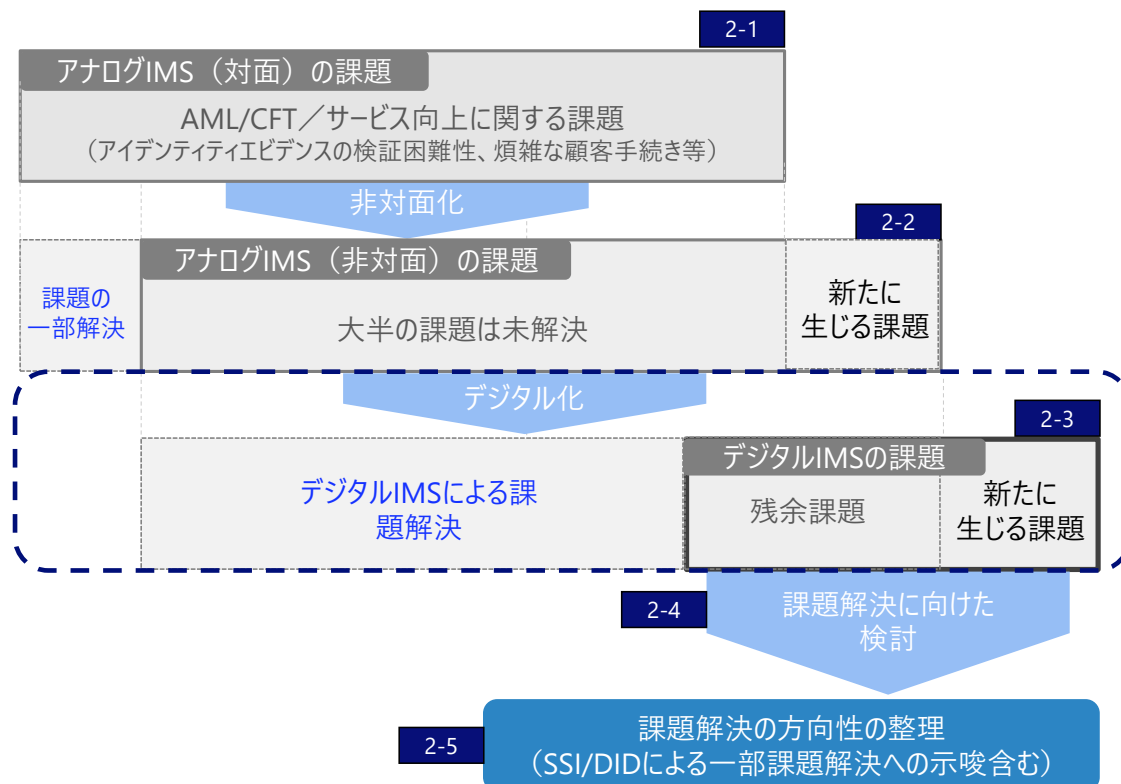 2-1
アナログIMS（対面）の課題
AML/CFT／サービス向上に関する課題
（アイデンティティエビデンスの検証困難性、煩雑な顧客手続き等）
非対面化
2-2
アナログIMS（非対面）の課題
課題の
一部解決
大半の課題は未解決
新たに
生じる課題
デジタル化
2-3
デジタルIMSの課題
デジタルIMSによる課
題解決
残余課題
新たに
生じる課題
2-4
課題解決に向けた
検討
2-5
課題解決の方向性の整理
（SSI/DIDによる一部課題解決への示唆含む）